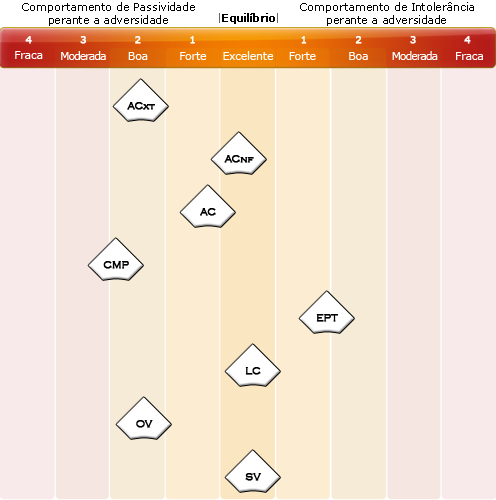 Comportamento de Passividade
perante a adversidade
|Equilíbrio|
Comportamento de Intolerância
perante a adversidade
4 3 2 1 1 2 3 4
Fraca Moderada Boa Forte Excelente Forte Boa Moderada Fraca
ACXT
ACNF
AC
CMP
EPT
LC
OV
SV